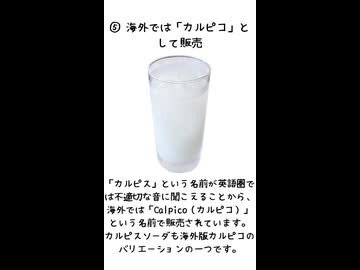 ⑤ 海外では「カルピコ」と
して販売
「カルピス」という名前が英語圏で
は不適切な音に聞こえることから、
海外では「Calpico（カルピコ）」
という名前で販売されています。
カルピスソーダも海外版カルピコの
バリエーションの一つです。